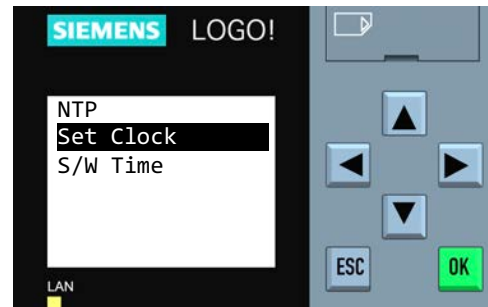 SIEMENS LOGO!
NTP
Set Clock
S/W Time
ESC OK
LAN